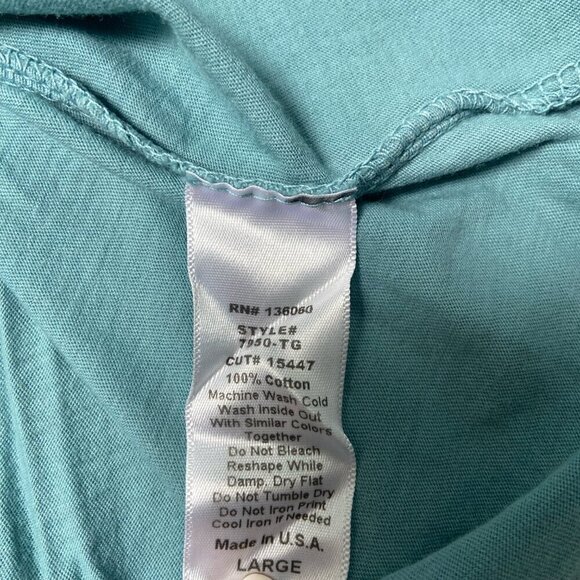 RN# 136060
STYLE#
7950-TG
CUT# 15447
100% Cotton
Machine Wash Cold
Wash Inside Out
With Similar Colors
Together
Do Not Bleach
Reshape While
Damp, Dry Flat
Do Not Tumble Dry
Do Not Iron Print
Cool Iron if Needed
Made In U.S.A.
LARGE